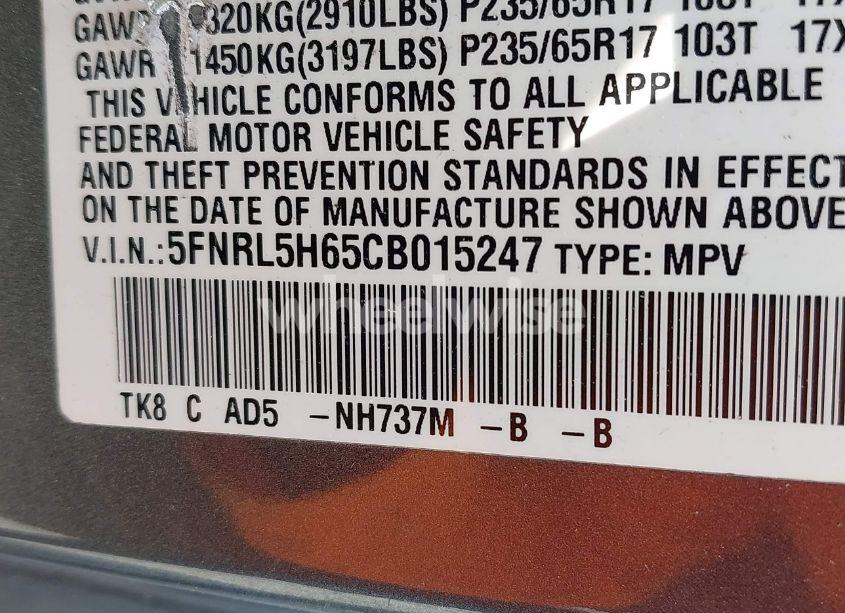 GAWR 320KG(2910LBS) P235/65R17 103T 17X
GAWR 1450KG(3197LBS) P235/65R17 103T 17X
THIS VEHICLE CONFORMS TO ALL APPLICABLE
FEDERAL MOTOR VEHICLE SAFETY
AND THEFT PREVENTION STANDARDS IN EFFECT
ON THE DATE OF MANUFACTURE SHOWN ABOVE
V.I.N.: 5FNRL5H65CB015247 TYPE: MPV
wheelwise
TK8 C AD5 -NH737M -B -B